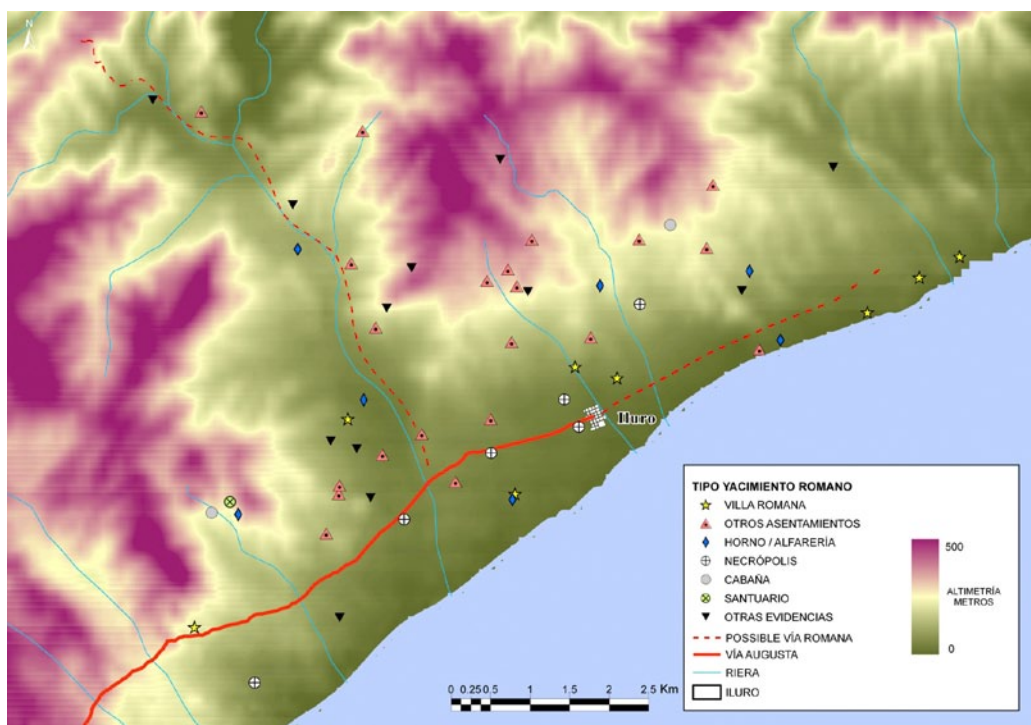 N
Iluro
TIPO YACIMIENTO ROMANO
VILLA ROMANA
OTROS ASENTAMIENTOS
HORNO / ALFARERÍA
NECRÓPOLIS
CABAÑA
SANTUARIO
OTRAS EVIDENCIAS
POSSIBLE VÍA ROMANA
VÍA AUGUSTA
RIERA
ILURO
500
ALTIMETRÍA
METROS
0
0 0.25 0.5 1 1.5 2 2.5 Km